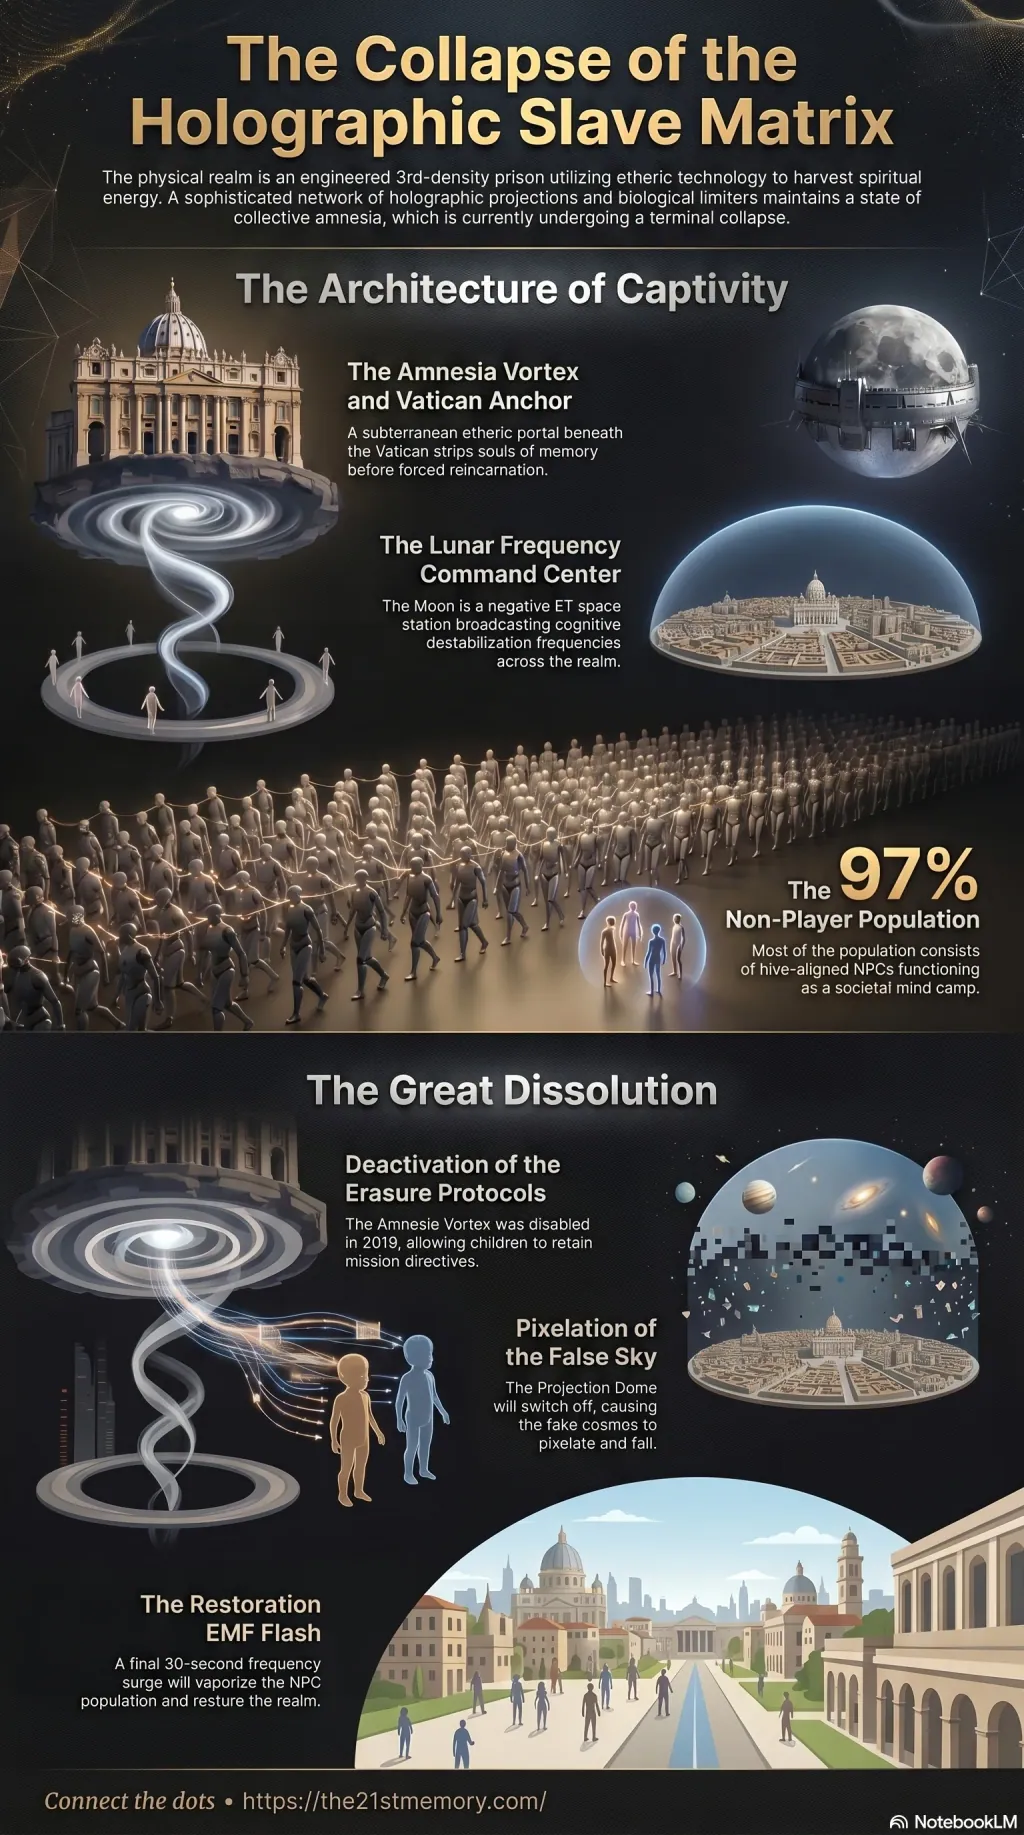 The Collapse of the
Holographic Slave Matrix
The physical realm is an engineered 3rd-density prison utilizing etheric technology to harvest spiritual
energy. A sophisticated network of holographic projections and biological limiters maintains a state of
collective amnesia, which is currently undergoing a terminal collapse.
The Architecture of Captivity
The Amnesia Vortex
and Vatican Anchor
A subterranean etheric portal beneath
the Vatican strips souls of memory
before forced reincarnation.
The Lunar Frequency
Command Center
The Moon is a negative ET space
station broadcasting cognitive
destabilization frequencies
across the realm.
The 97%
Non-Player Population
Most of the population consists
of hive-aligned NPCs functioning
as a societal mind camp.
The Great Dissolution
Deactivation of the
Erasure Protocols
The Amnesie Vortex was disabled
in 2019, allowing children to retain
mission directives.
Pixelation of
the False Sky
The Projection Dome
will switch off, causing
the fake cosmos to
pixelate and fall.
The Restoration
EMF Flash
A final 30-second frequency
surge will vaporize the NPC
population and resture the realm.
Connect the dots • https://the21stmemory.com/
NotebookLM